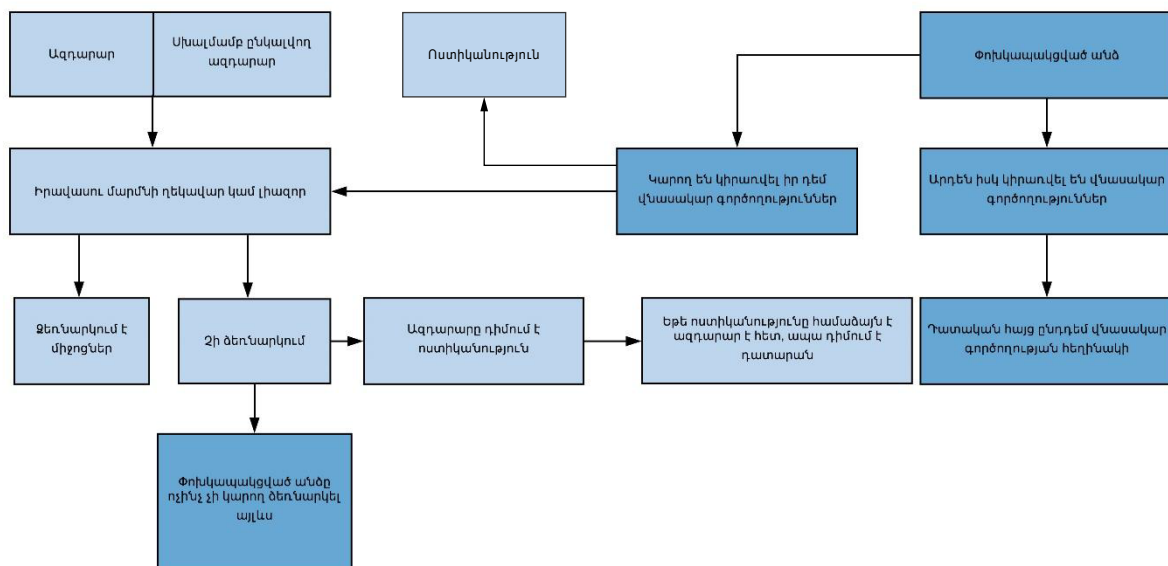 Ազդարար
Սխալմամբ ընկալվող
ազդարար
Ոստիկանություն
Փոխկապակցված անձ
Իրավասու մարմնի ղեկավար կամ լիազոր
Կարող են կիրառվել իր դեմ
վնասակար գործողություններ
Արդեն իսկ կիրառվել են վնասակար
գործողություններ
Ձեռնարկում է
միջոցներ
Չի ձեռնարկում
Ազդարարը դիմում է
ոստիկանություն
Եթե ոստիկանությունը համաձայն է
ազդարար է հետ, ապա դիմում է
դատարան
Դատական հայց ընդդեմ վնասակար
գործողության հեղինակի
Փոխկապակցված անձը
ոչինչ չի կարող ձեռնարկել
այլևս